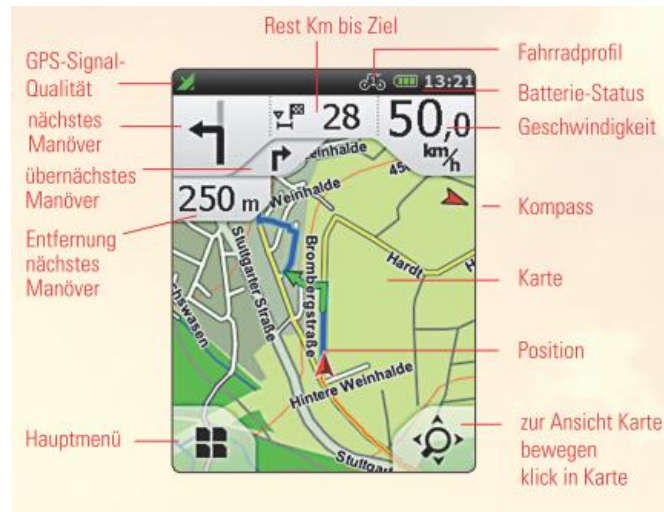 Rest Km bis Ziel
GPS-Signal-
Qualität
nächstes
Manöver
übernächstes
Manöver
Entfernung
nächstes
Manöver
Hauptmenü
Fahrradprofil
Batterie-Status
Geschwindigkeit
Kompass
Karte
Position
zur Ansicht Karte
bewegen
klick in Karte
13:21
28
50,0
km/h
250 m
Weinhalde
Stuttgarter Straße
Brombergstraße
Hardt
Hintere Weinhalde